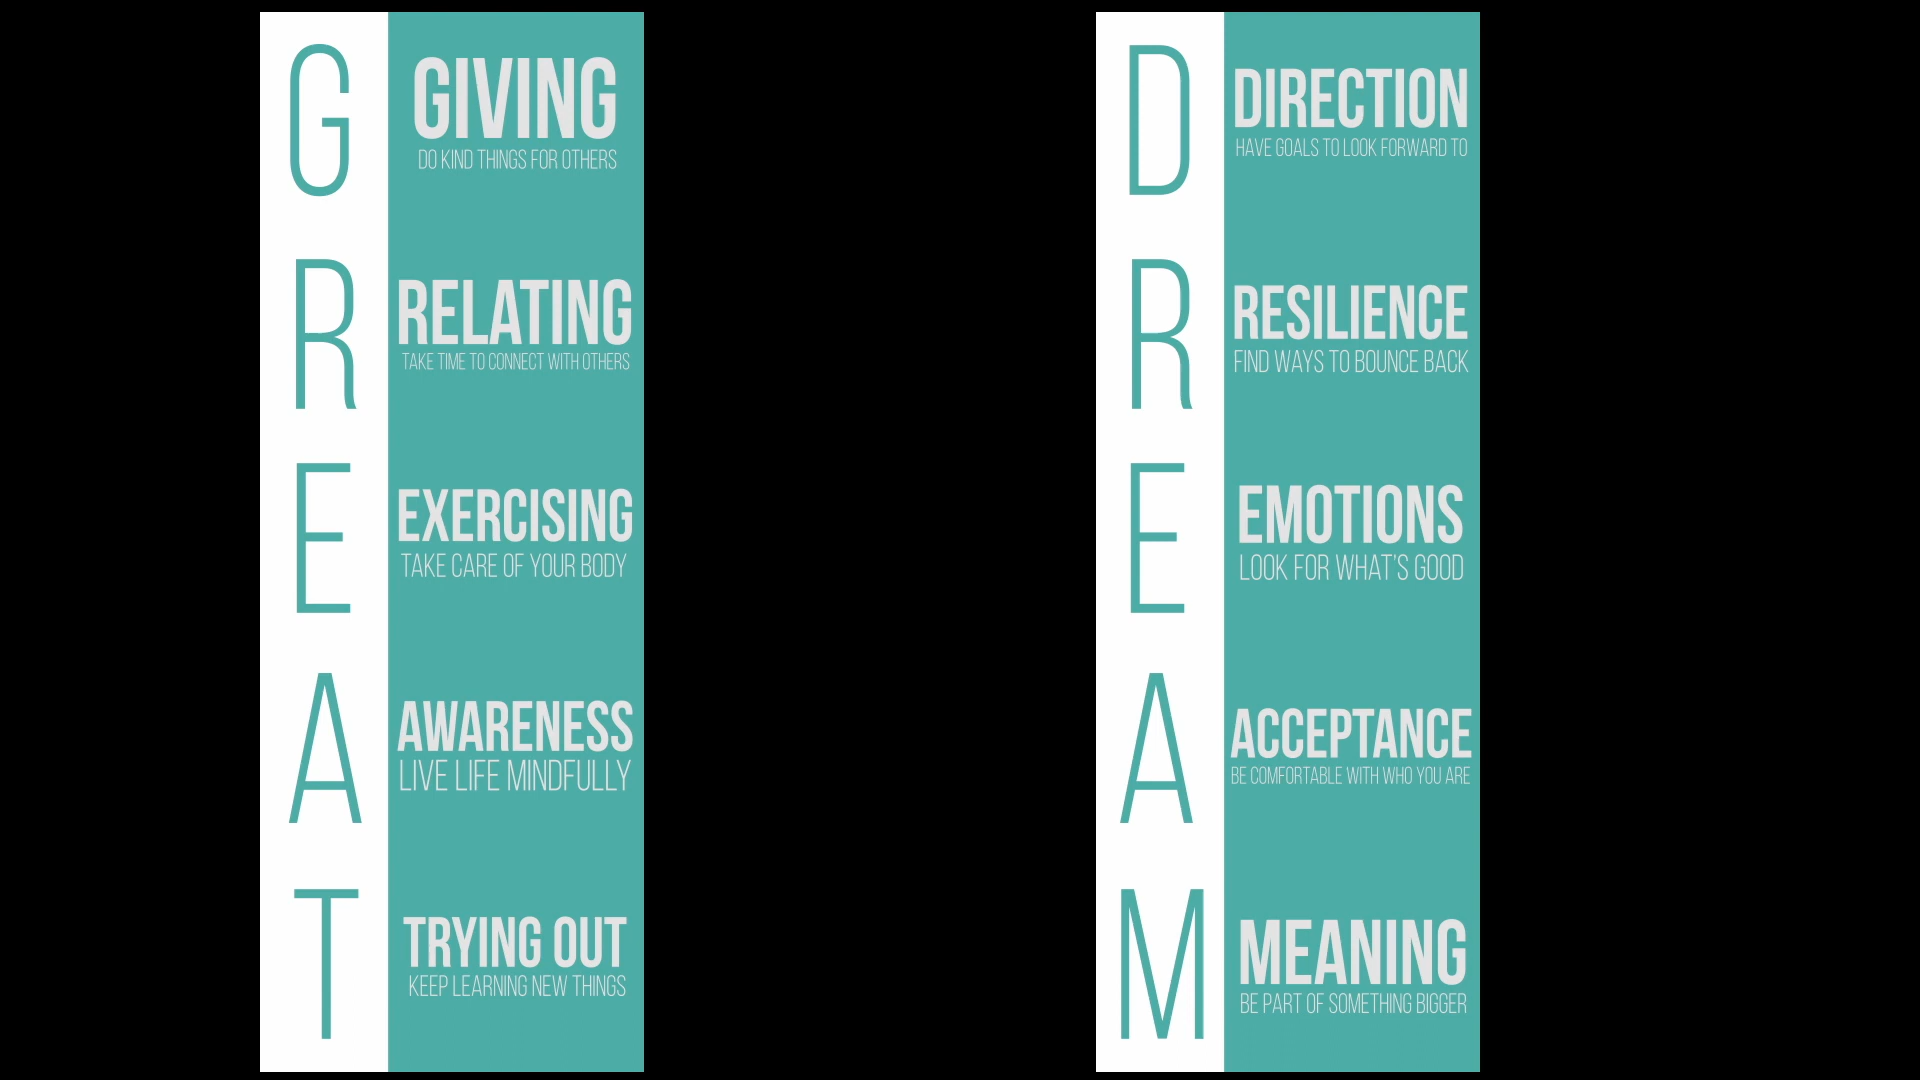 G
GIVING
DO KIND THINGS FOR OTHERS
R
RELATING
TAKE TIME TO CONNECT WITH OTHERS
E
EXERCISING
TAKE CARE OF YOUR BODY
A
AWARENESS
LIVE LIFE MINDFULLY
T
TRYING OUT
KEEP LEARNING NEW THINGS
D
DIRECTION
HAVE GOALS TO LOOK FORWARD TO
R
RESILIENCE
FIND WAYS TO BOUNCE BACK
E
EMOTIONS
LOOK FOR WHAT'S GOOD
A
ACCEPTANCE
BE COMFORTABLE WITH WHO YOU ARE
M
MEANING
BE PART OF SOMETHING BIGGER